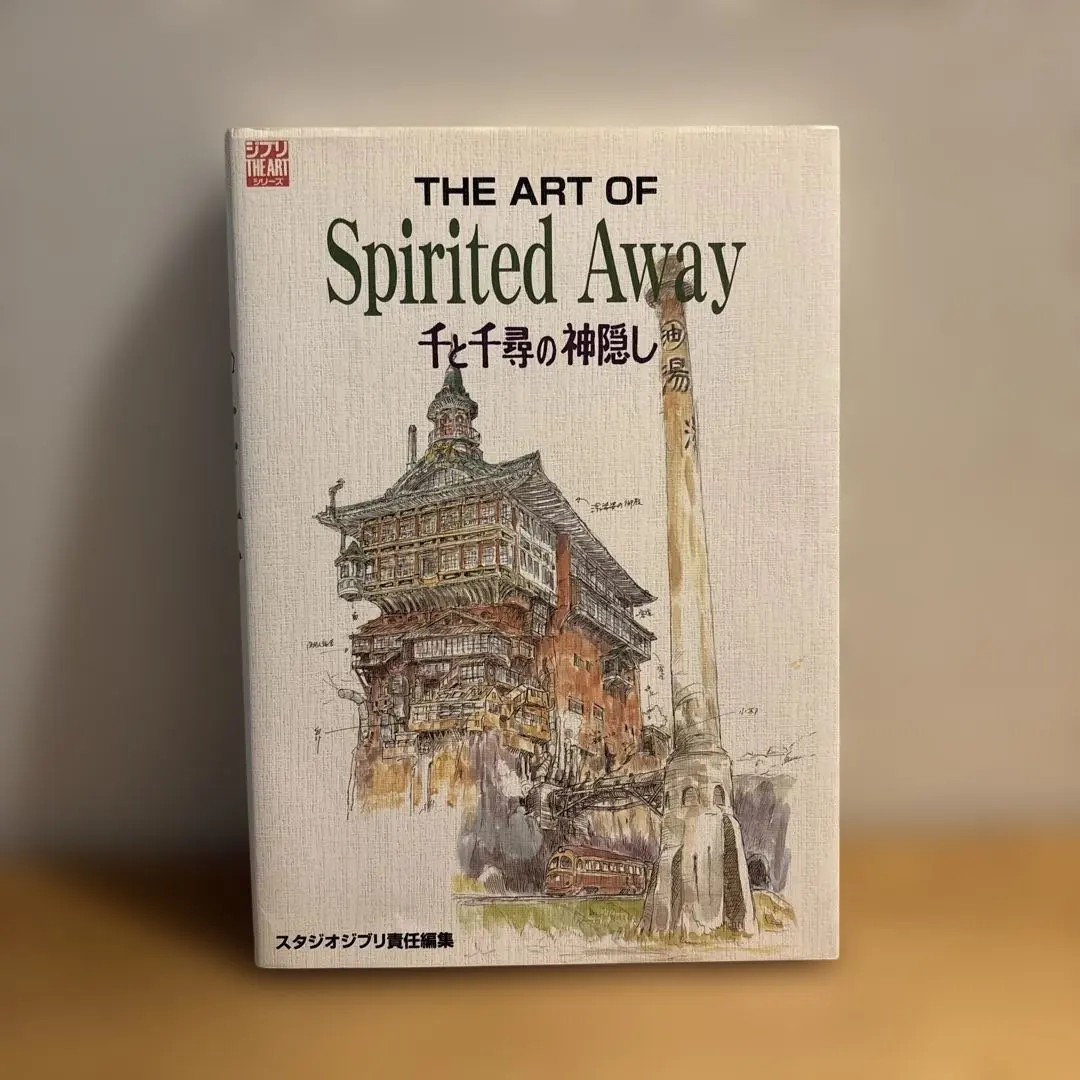 ジブリ
THE ART
シリーズ
THE ART OF
Spirited Away
千と千尋の神隠し
油
湯
スタジオジブリ責任編集